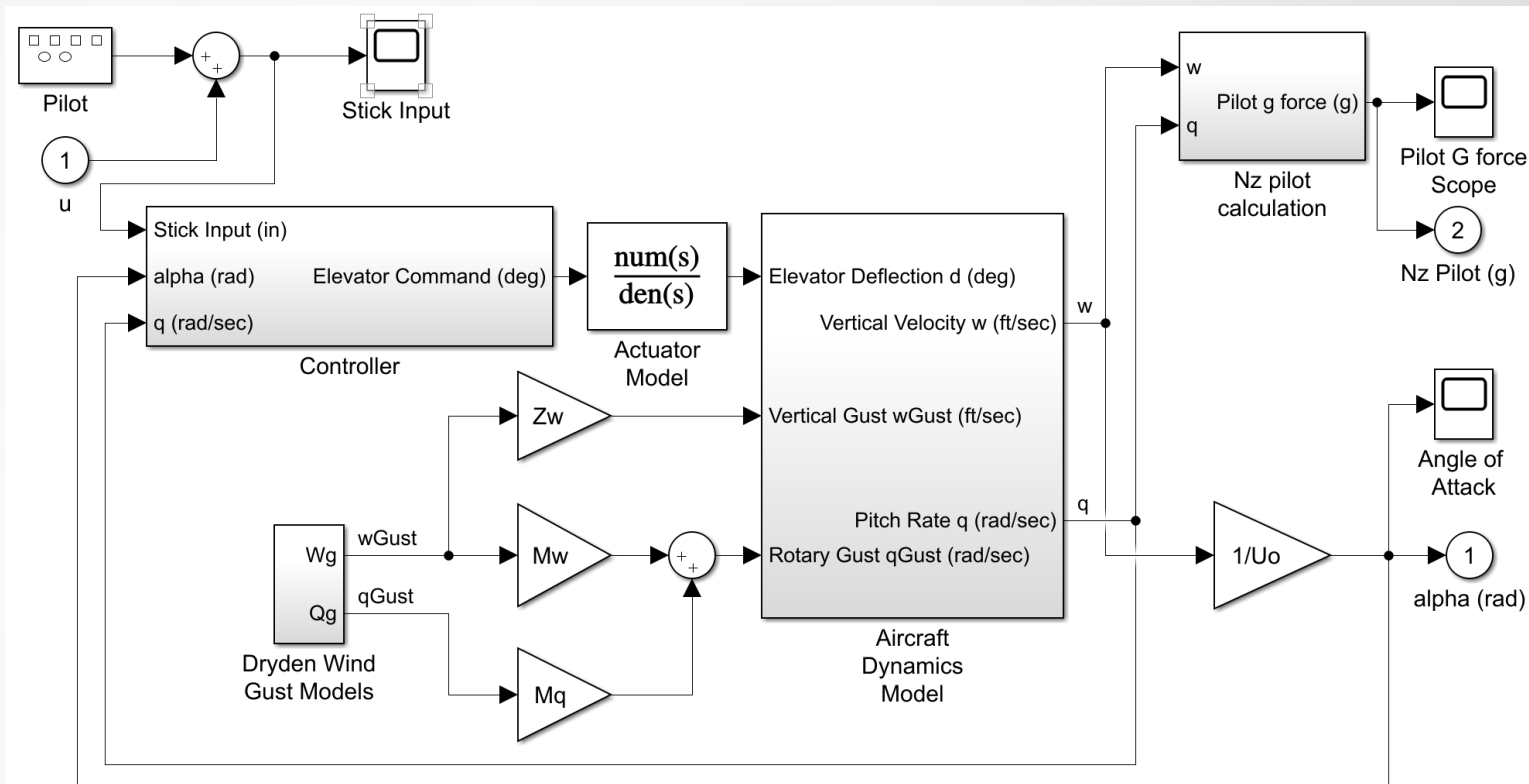 Pilot
+
+
Stick Input
1
u
w
q
Pilot g force (g)
Nz pilot
calculation
Pilot G force
Scope
2
Nz Pilot (g)
Stick Input (in)
alpha (rad)
q (rad/sec)
Elevator Command (deg)
Controller
num(s)
den(s)
Actuator
Model
Elevator Deflection d (deg)
Vertical Velocity w (ft/sec)
Vertical Gust wGust (ft/sec)
Pitch Rate q (rad/sec)
Rotary Gust qGust (rad/sec)
Aircraft
Dynamics
Model
w
q
Zw
Mw
Mq
+
+
Wg
Qg
wGust
qGust
Dryden Wind
Gust Models
1/Uo
Angle of
Attack
1
alpha (rad)